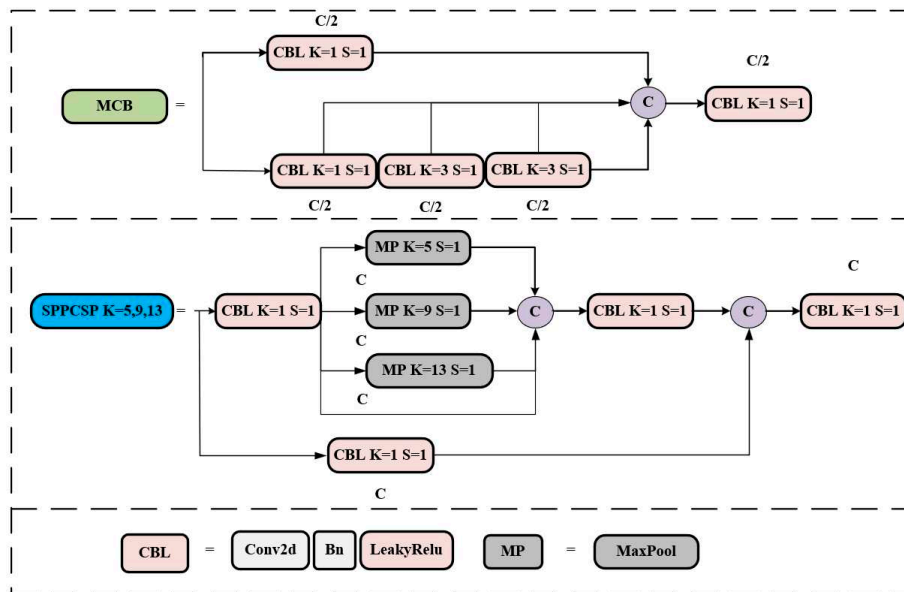 C/2
CBL K=1 S=1
C/2
MCB
=
C
CBL K=1 S=1
CBL K=1 S=1
CBL K=3 S=1
CBL K=3 S=1
C/2
C/2
C/2
MP K=5 S=1
C
C
SPPCSP K=5,9,13
=
CBL K=1 S=1
MP K=9 S=1
C
CBL K=1 S=1
C
CBL K=1 S=1
C
MP K=13 S=1
C
CBL K=1 S=1
C
CBL
=
Conv2d
Bn
LeakyRelu
MP
=
MaxPool